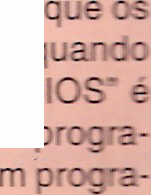 que os
quando
IOS" é
progra-
m progra-